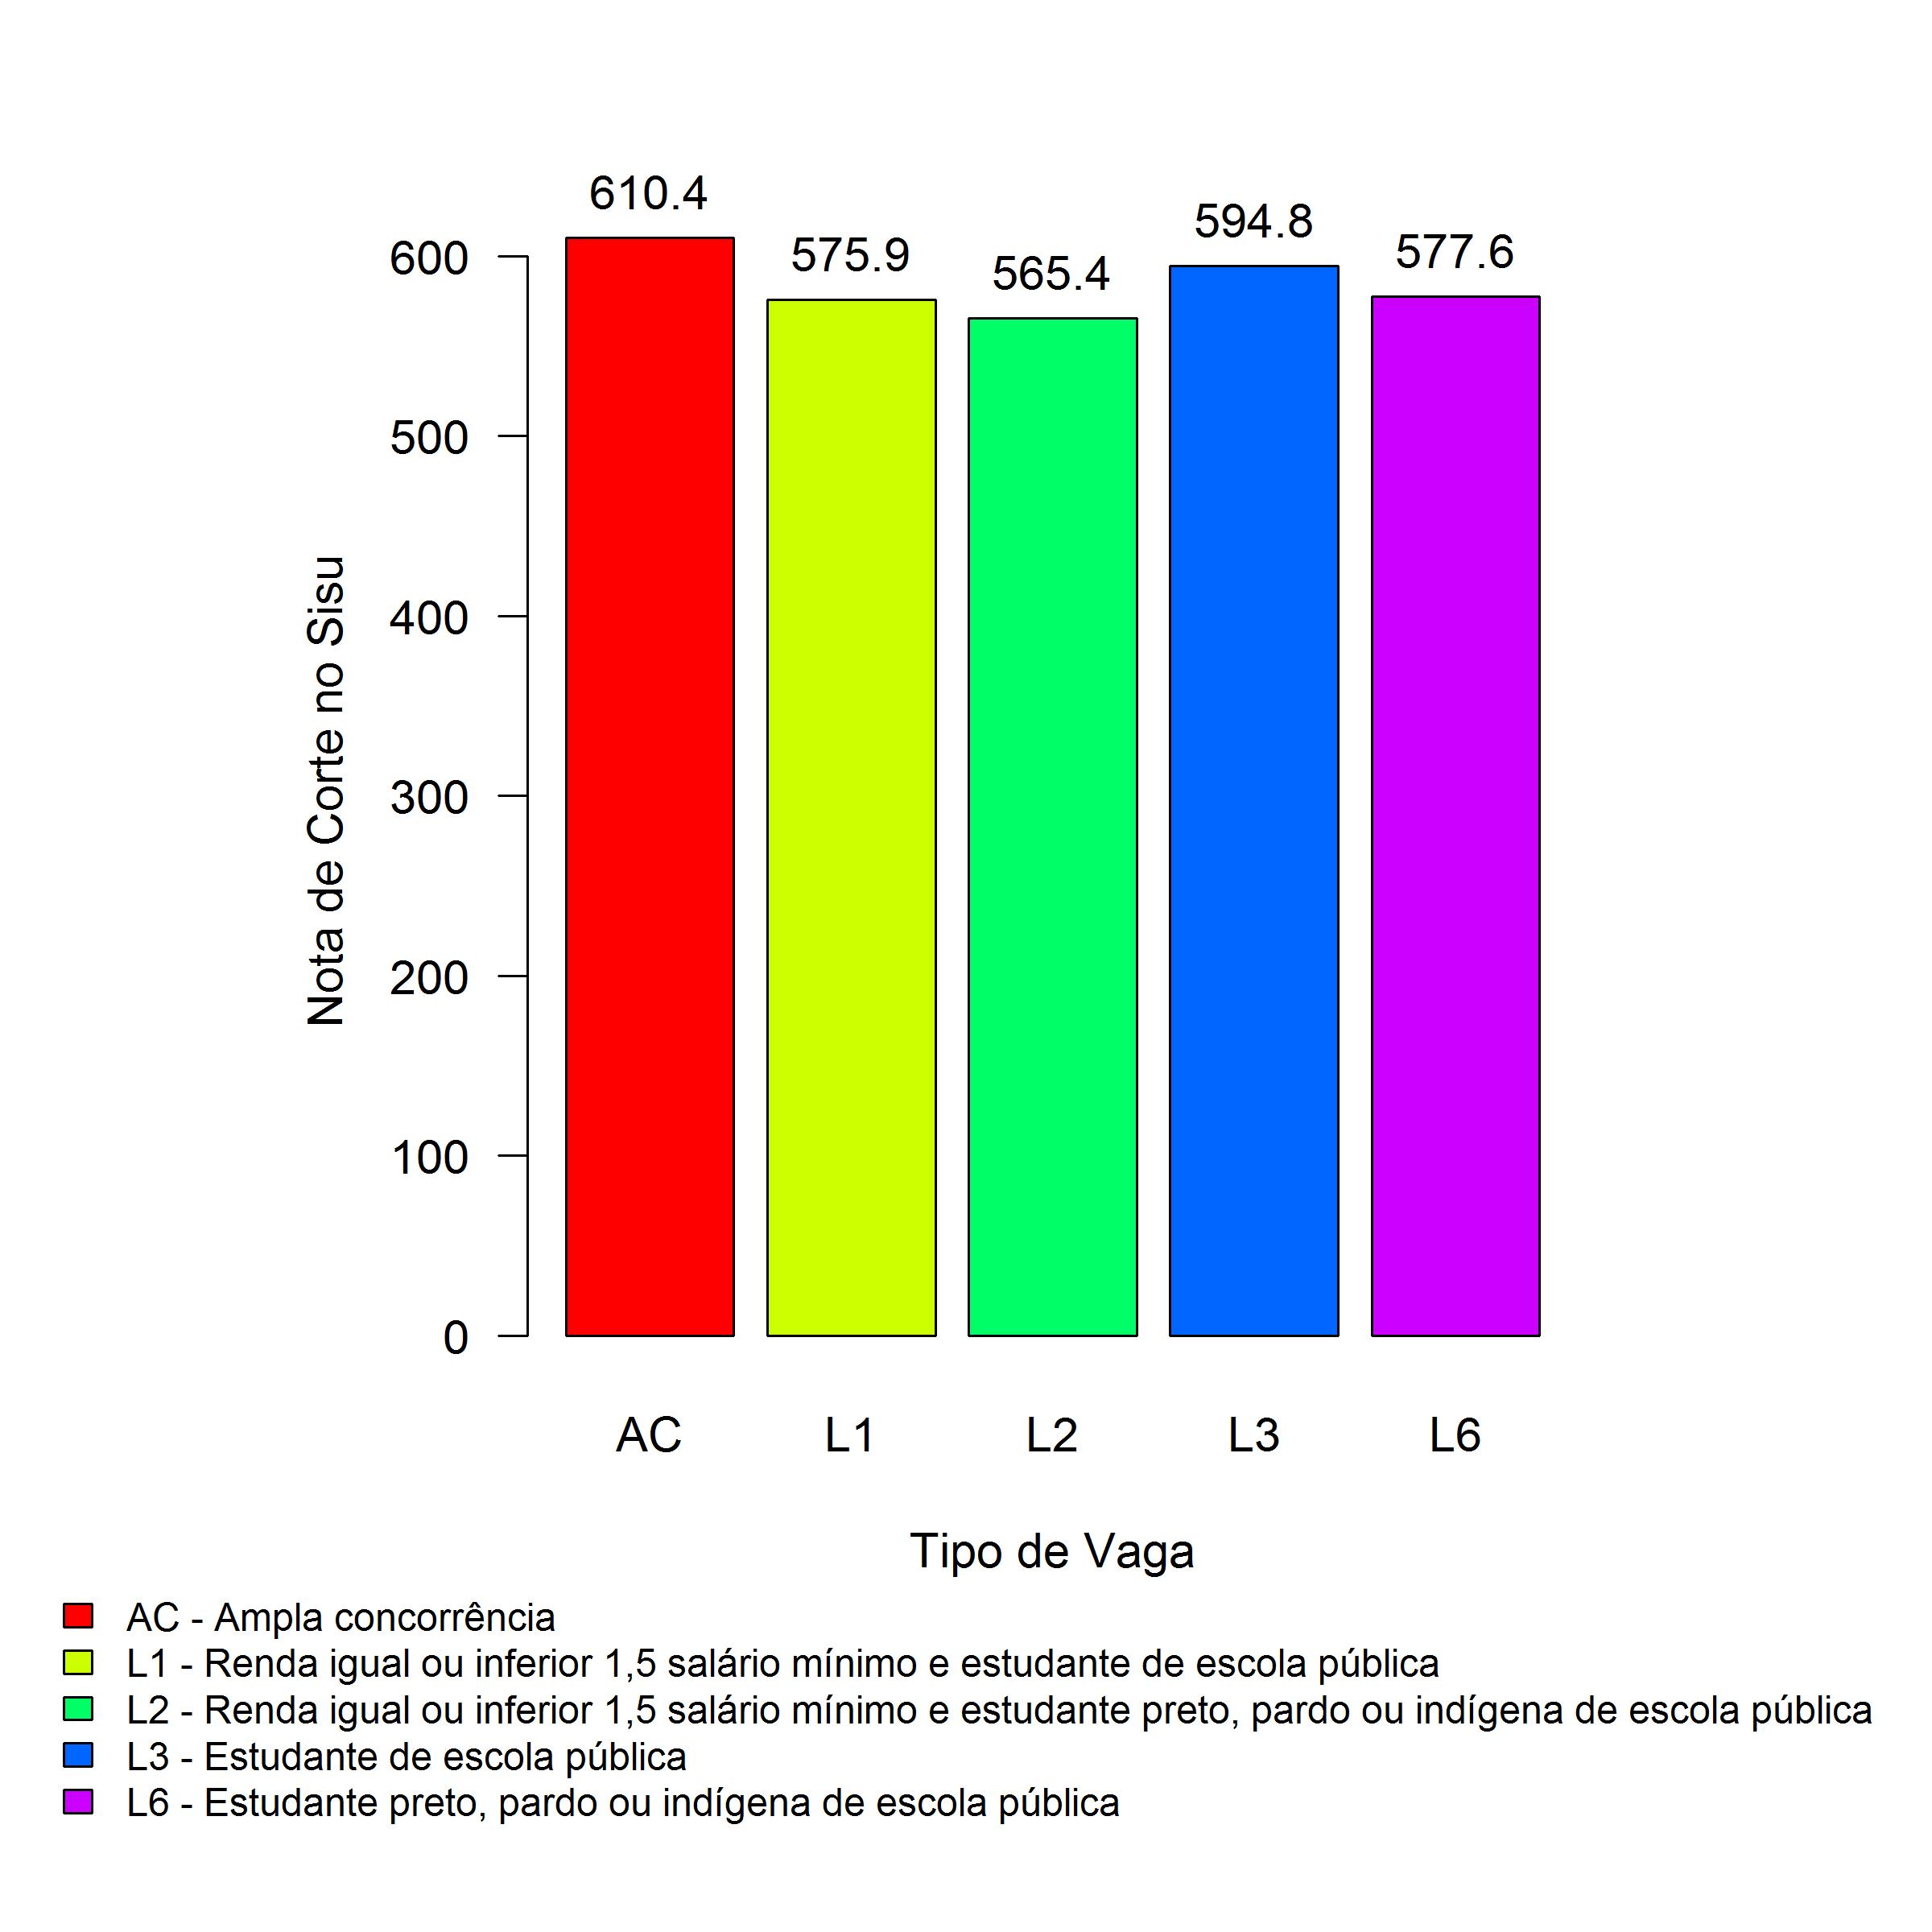 610.4
575.9
565.4
594.8
577.6
600
500
400
300
200
100
0
Nota de Corte no Sisu
AC L1 L2 L3 L6
Tipo de Vaga
AC - Ampla concorrência
L1 - Renda igual ou inferior 1,5 salário mínimo e estudante de escola pública
L2 - Renda igual ou inferior 1,5 salário mínimo e estudante preto, pardo ou indígena de escola pública
L3 - Estudante de escola pública
L6 - Estudante preto, pardo ou indígena de escola pública